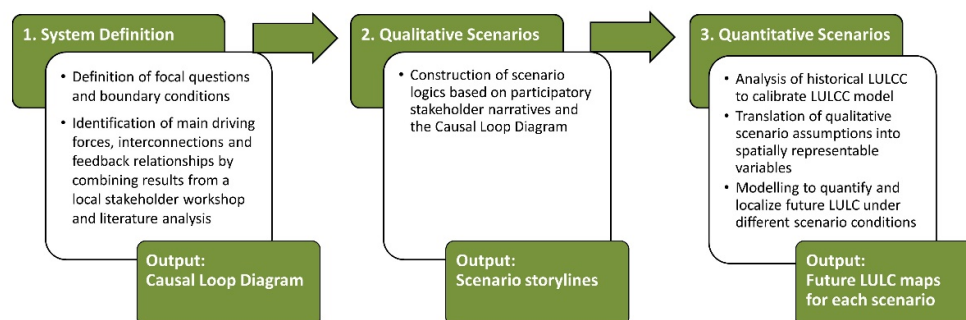 1. System Definition
• Definition of focal questions
and boundary conditions
• Identification of main driving
forces, interconnections and
feedback relationships by
combining results from a
local stakeholder workshop
and literature analysis
Output:
Causal Loop Diagram
2. Qualitative Scenarios
• Construction of scenario
logics based on participatory
stakeholder narratives and
the Causal Loop Diagram
Output:
Scenario storylines
3. Quantitative Scenarios
• Analysis of historical LULCC
to calibrate LULCC model
• Translation of qualitative
scenario assumptions into
spatially representable
variables
• Modelling to quantify and
localize future LULC under
different scenario conditions
Output:
Future LULC maps
for each scenario